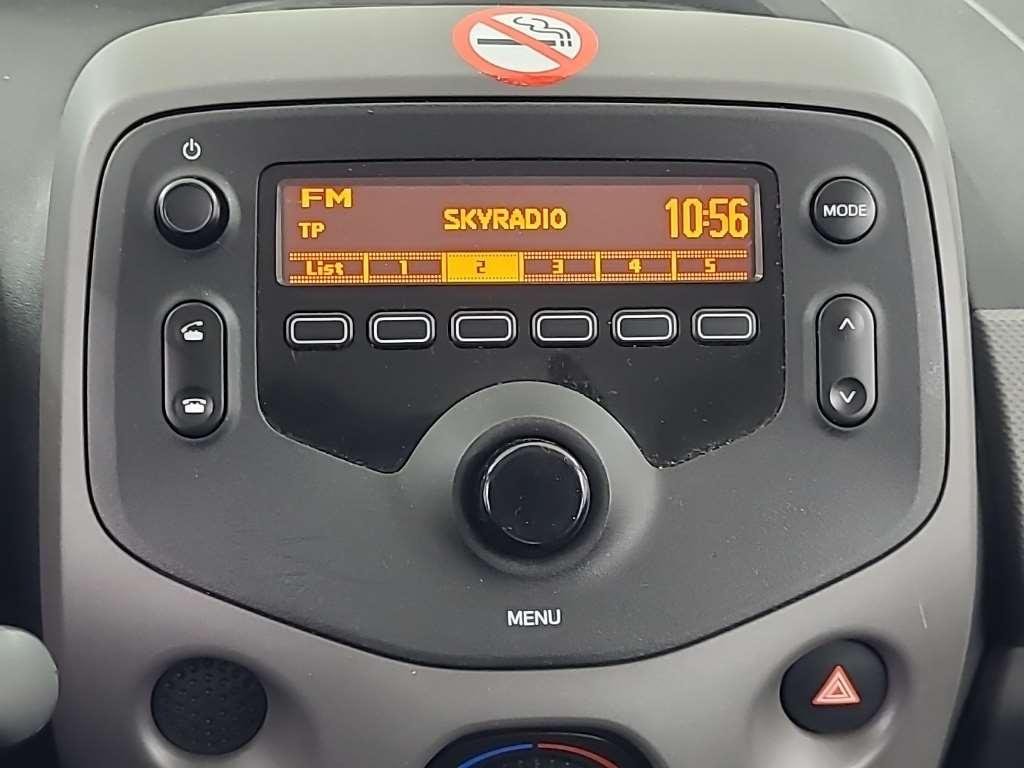 FM
TP
SKYRADIO
10:56
List 1 2 3 4 5
MODE
MENU